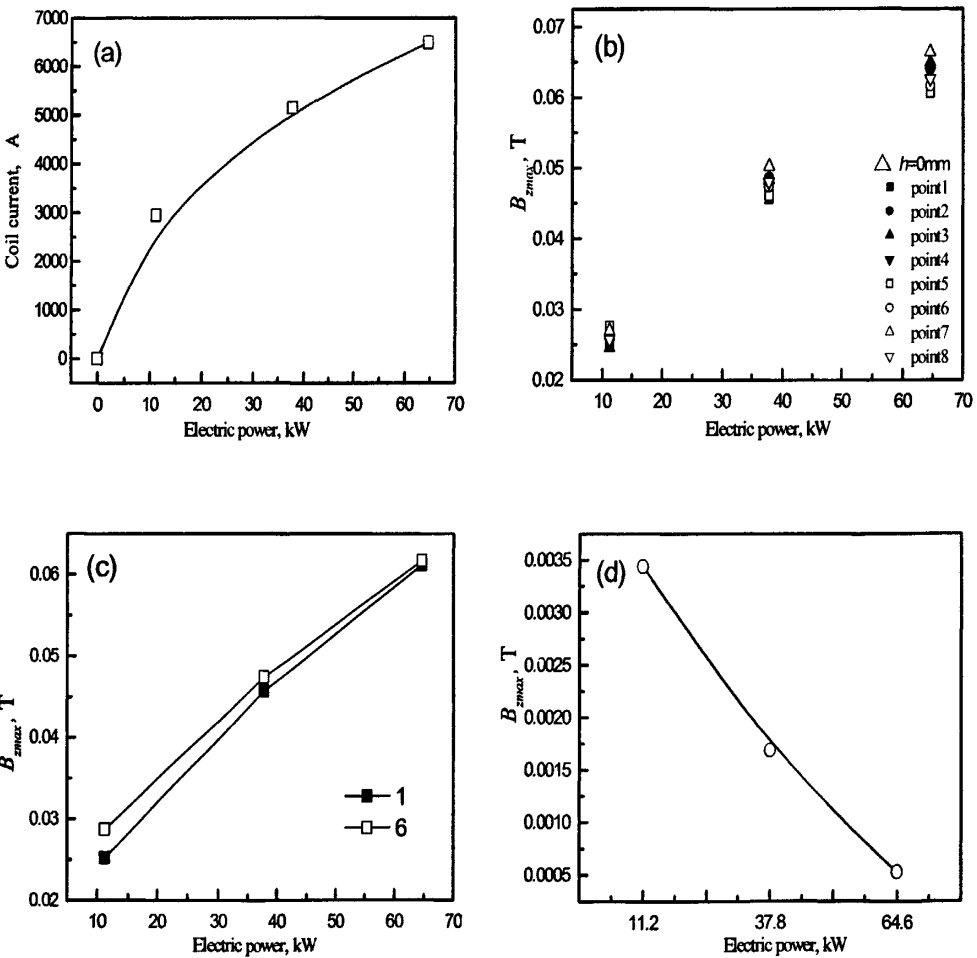 (a)
7000
6000
5000
4000
3000
2000
1000
0
Coil current, A
0 10 20 30 40 50 60 70
Electric power, kW
(b)
0.07
0.06
0.05
0.04
0.03
0.02
Bzmax, T
h=0mm
point1
point2
point3
point4
point5
point6
point7
point8
10 20 30 40 50 60 70
Electric power, kW
(c)
0.06
0.05
0.04
0.03
0.02
Bzmax, T
1
6
10 20 30 40 50 60 70
Electric power, kW
(d)
0.0035
0.0030
0.0025
0.0020
0.0015
0.0010
0.0005
Bzmax, T
11.2 37.8 64.6
Electric power, kW